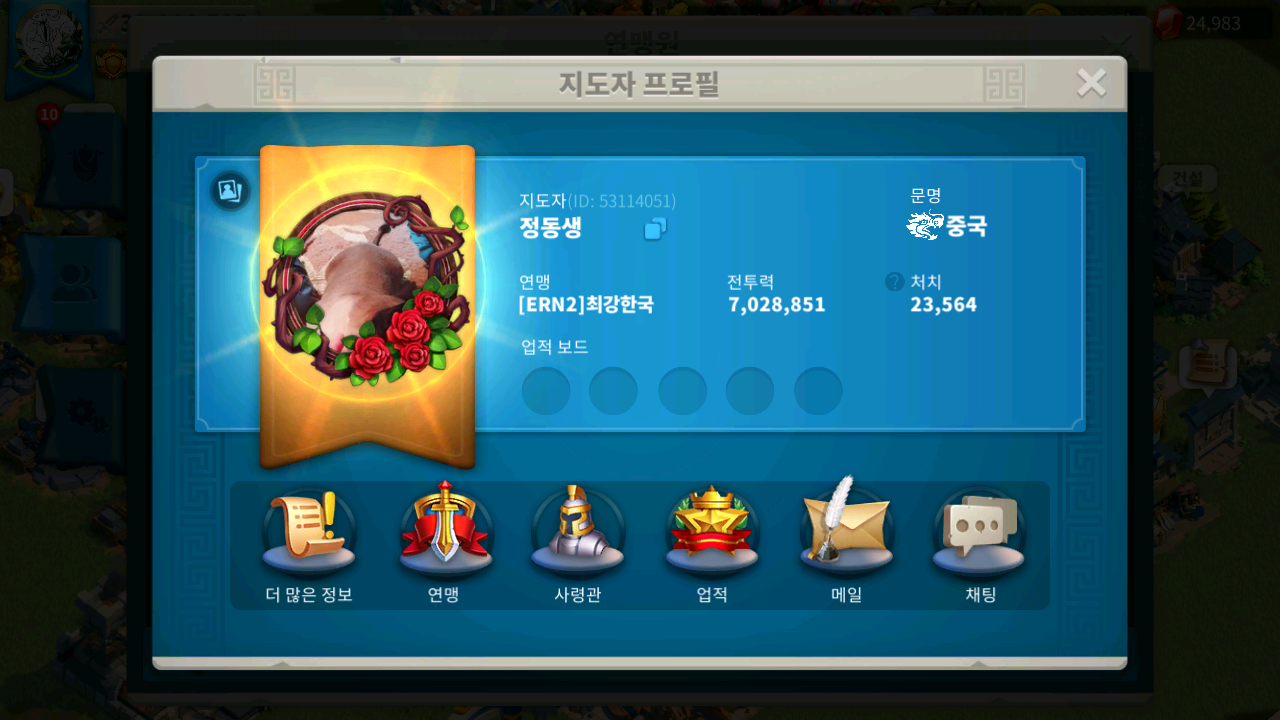 연맹원
24,983
지도자 프로필
10
건설
지도자(ID: 53114051)
정동생
문명
중국
연맹
[ERN2]최강한국
전투력
7,028,851
? 처치
23,564
업적 보드
더 많은 정보
연맹
사령관
업적
메일
채팅